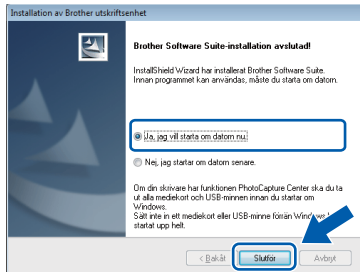 Installation av Brother utskriftsenhet
Brother Software Suite-installation avslutad!
InstallShield Wizard har installerat Brother Software Suite.
Innan programmet kan användas, måste du starta om datorn.
Ja, jag vill starta om datorn nu.
Nej, jag startar om datorn senare.
Om din skrivare har funktionen PhotoCapture Center ska du ta
ut alla mediekort och USB-minnen innan du startar om
Windows.
Sätt inte in ett mediekort eller USB-minne förrän Windows
startat upp helt.
< Bakåt
Slutför
Avbryt